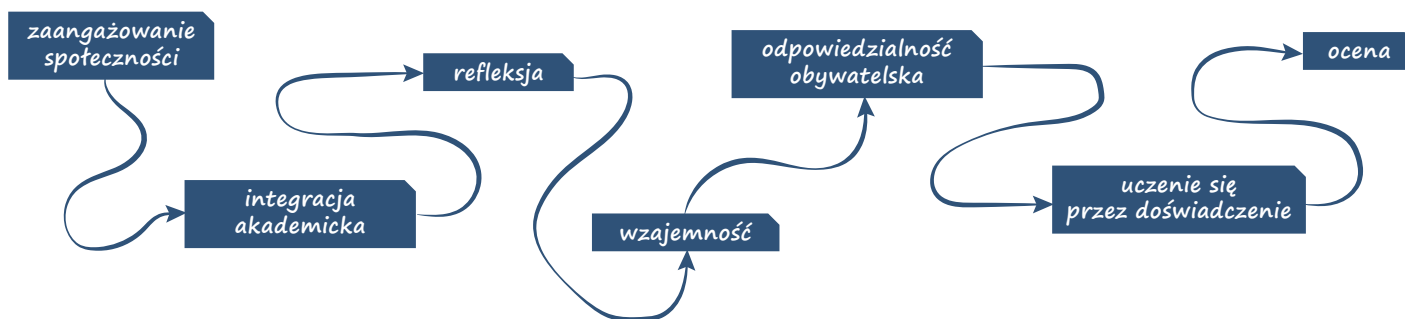 zaangażowanie
społeczności
integracja
akademicka
refleksja
wzajemność
odpowiedzialność
obywatelska
uczenie się
przez doświadczenie
ocena